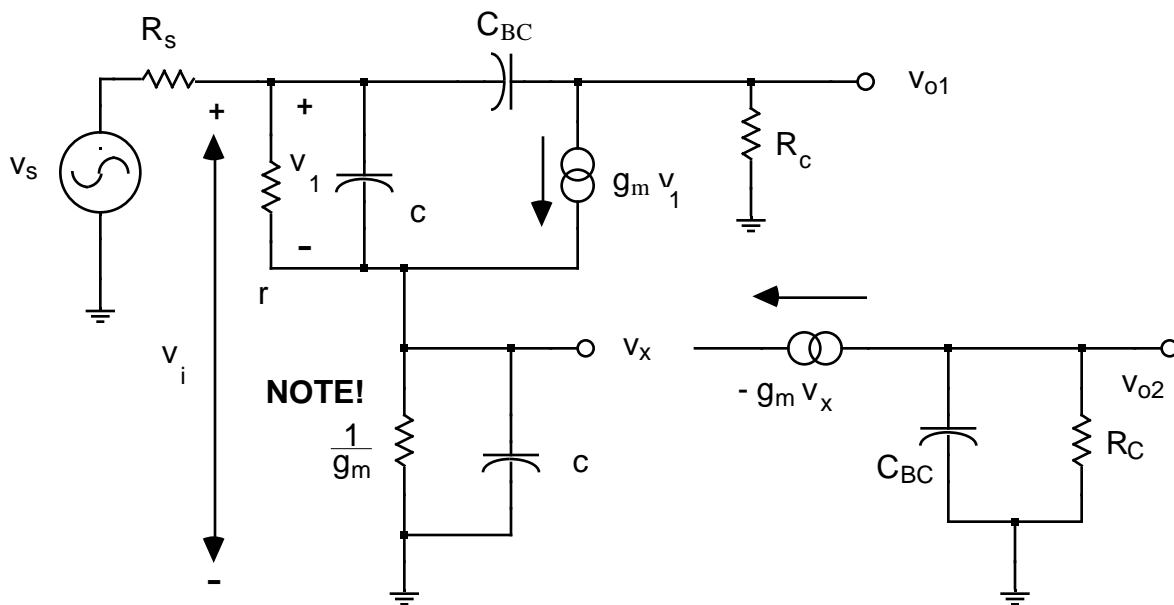 R_s
C_BC
v_o1
+
+
v_s
v_1
R_c
c
g_m v_1
-
r
v_i
v_x
NOTE!
- g_m v_x
v_o2
1
g_m
c
C_BC
R_C
-